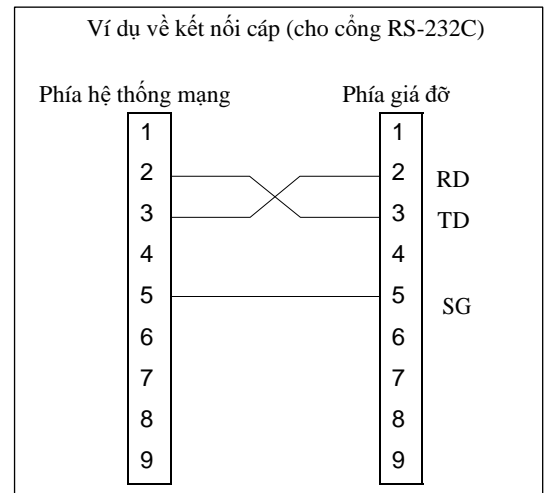 Ví dụ về kết nối cáp (cho cổng RS-232C)
Phía hệ thống mạng Phía giá đỡ
1 1
2 2 RD
3 3 TD
4 4
5 5 SG
6 6
7 7
8 8
9 9